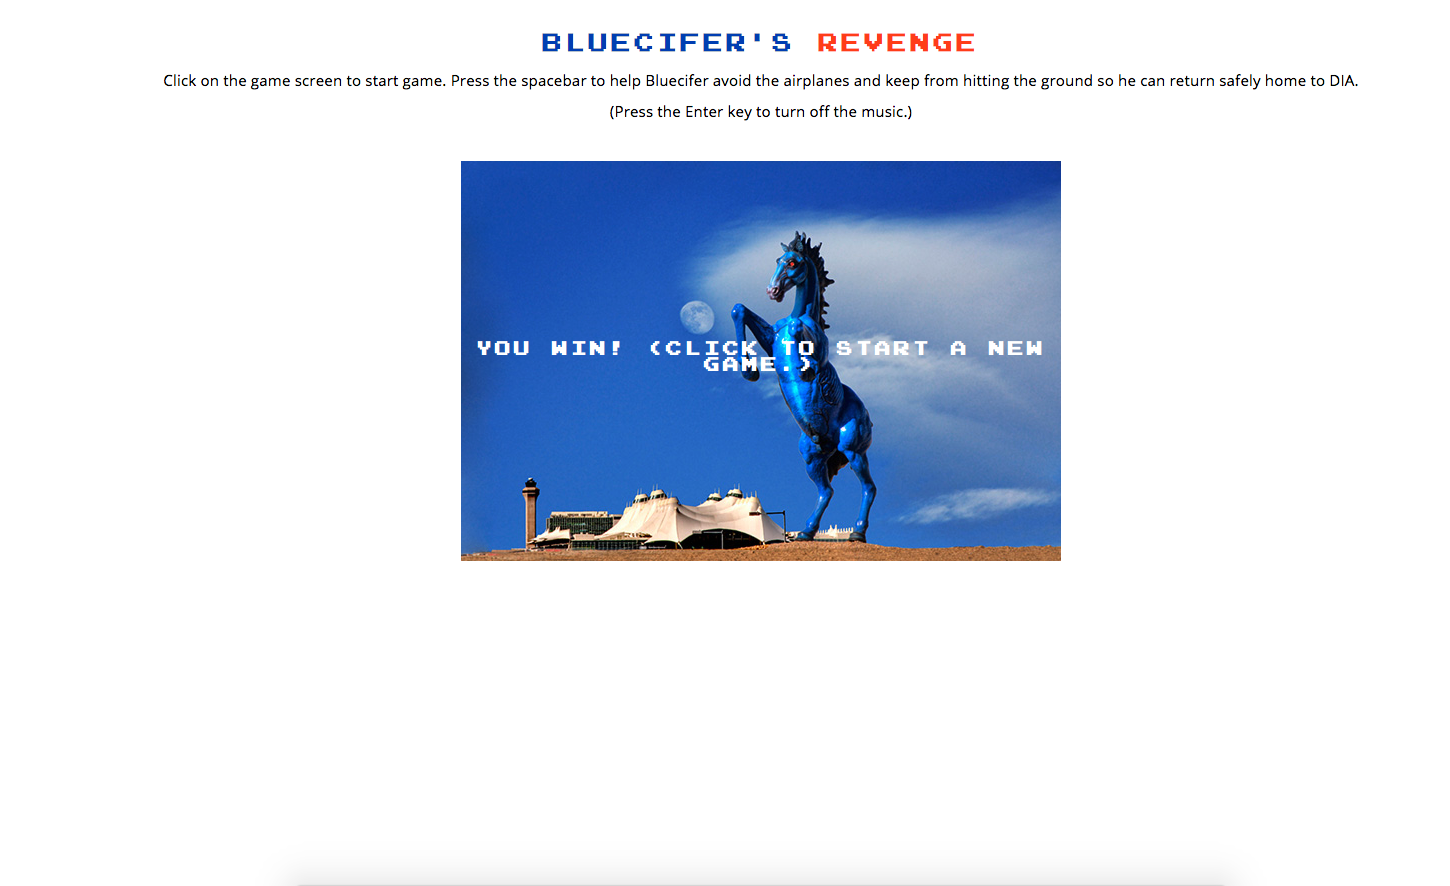 BLUECIFER'S REVENGE
Click on the game screen to start game. Press the spacebar to help Bluecifer avoid the airplanes and keep from hitting the ground so he can return safely home to DIA.
(Press the Enter key to turn off the music.)
YOU WIN! (CLICK TO START A NEW
GAME.)